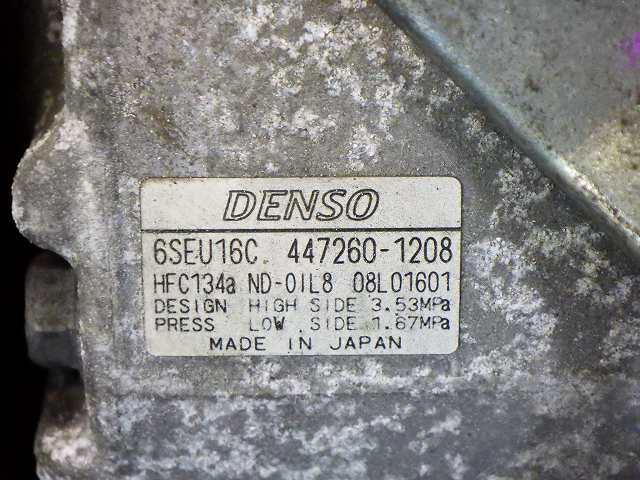 DENSO
6SEU16C. 447260-1208
HFC134a ND-OIL8 08L01601
DESIGN HIGH SIDE 3.53MPa
PRESS LOW SIDE 1.67MPa
MADE IN JAPAN